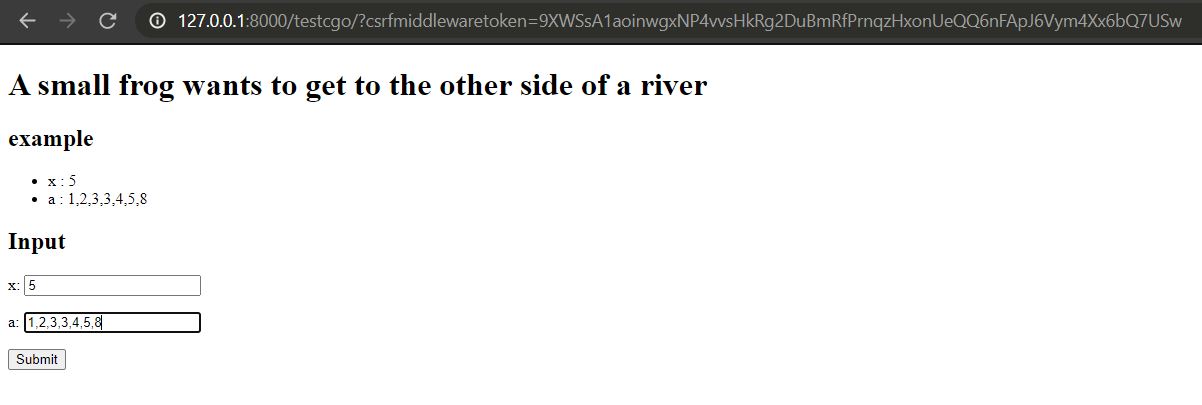 127.0.0.1:8000/testcgo/?csrfmiddlewaretoken=9XWSsA1aoinwgxNP4vvsHkRg2DuBmRfPrnqzHxonUeQQ6nFApJ6Vym4Xx6bQ7USw
A small frog wants to get to the other side of a river
example
x : 5
a : 1,2,3,3,4,5,8
Input
x: 5
a: 1,2,3,3,4,5,8
Submit